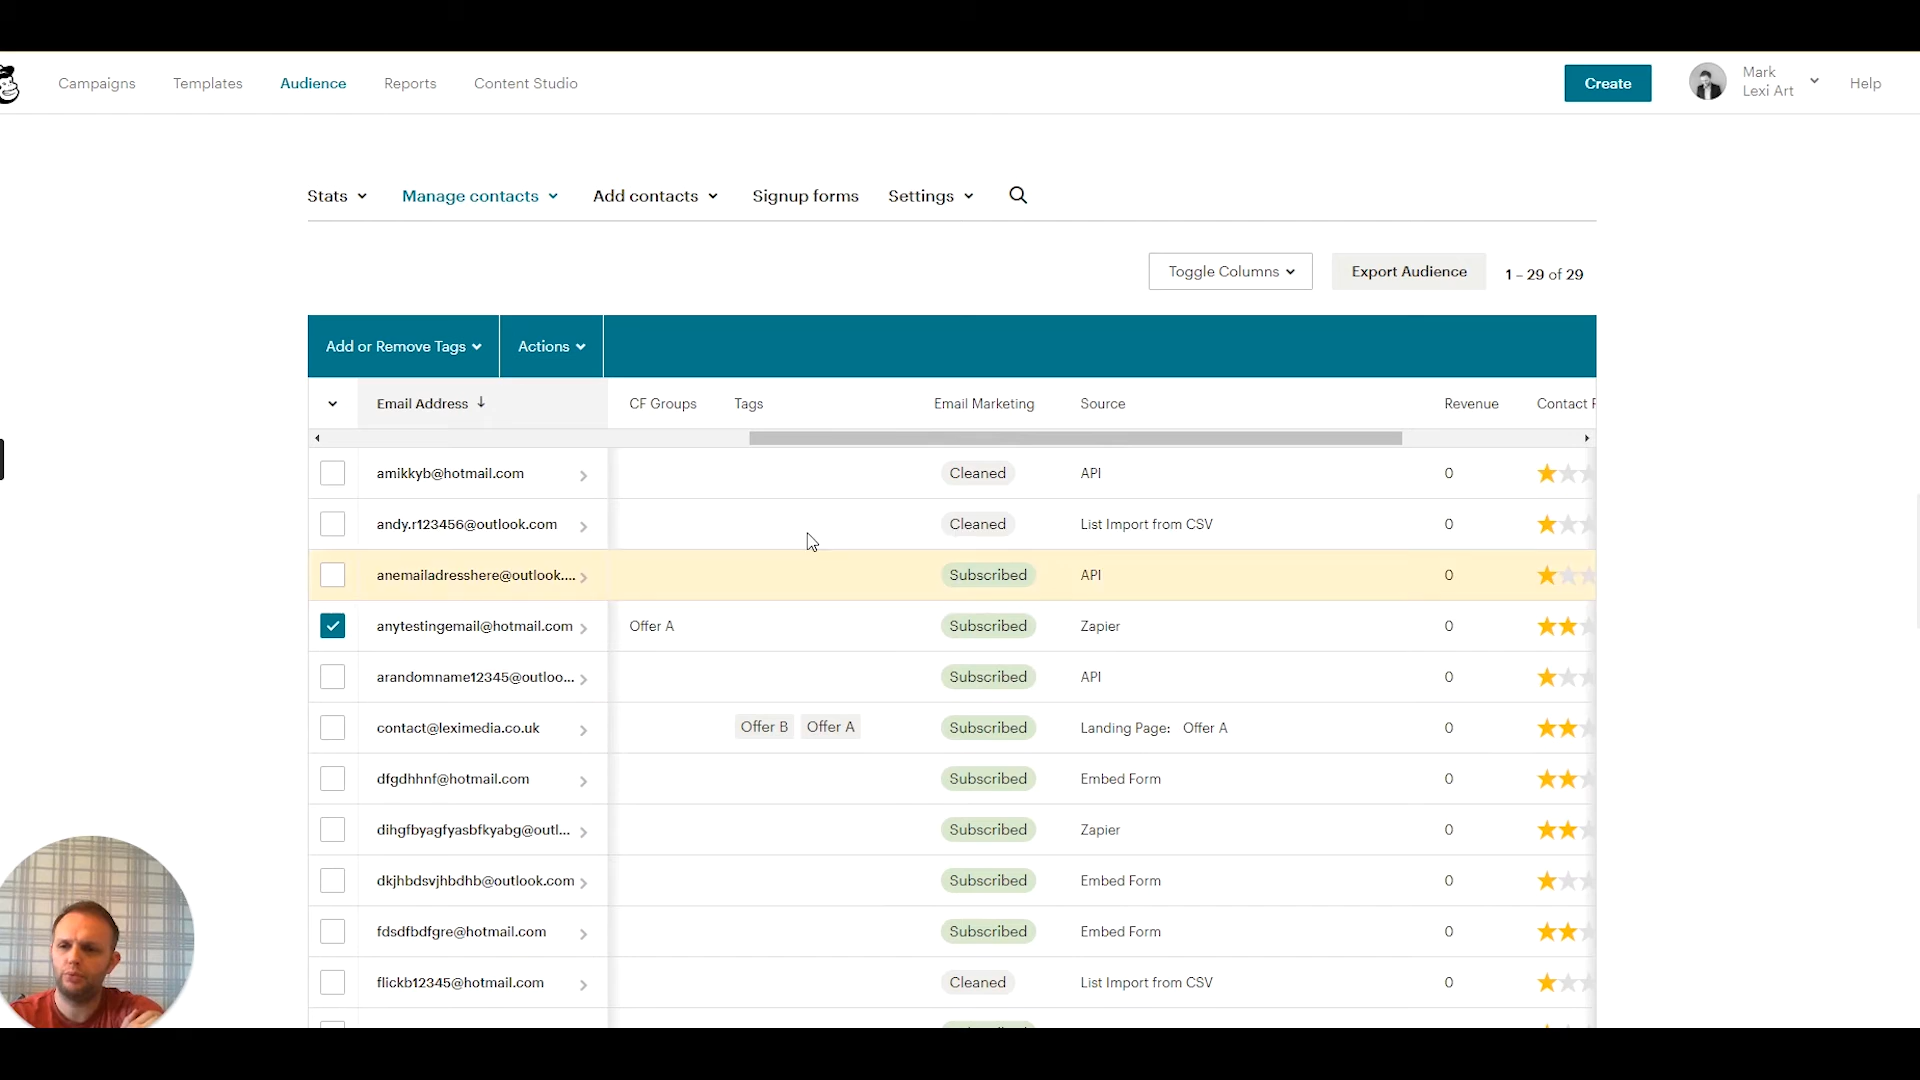 Campaigns Templates Audience Reports Content Studio Create Mark Help
Lexi Art
Stats Manage contacts Add contacts Signup forms Settings
Toggle Columns Export Audience 1 – 29 of 29
Add or Remove Tags Actions
Email Address ↓ CF Groups Tags Email Marketing Source Revenue Contact
amikkyb@hotmail.com Cleaned API 0
andy.r123456@outlook.com Cleaned List Import from CSV 0
anemailadresshere@outlook.... Subscribed API 0
anytestingemail@hotmail.com Offer A Subscribed Zapier 0
arandomname12345@outloo... Subscribed API 0
contact@leximedia.co.uk Offer B Offer A Subscribed Landing Page: Offer A 0
dfgdhhnf@hotmail.com Subscribed Embed Form 0
dihgfbyagfyasbfkyabg@outl... Subscribed Zapier 0
dkjhbdsvjhbdhb@outlook.com Subscribed Embed Form 0
fdsdfbdfgre@hotmail.com Subscribed Embed Form 0
flickb12345@hotmail.com Cleaned List Import from CSV 0